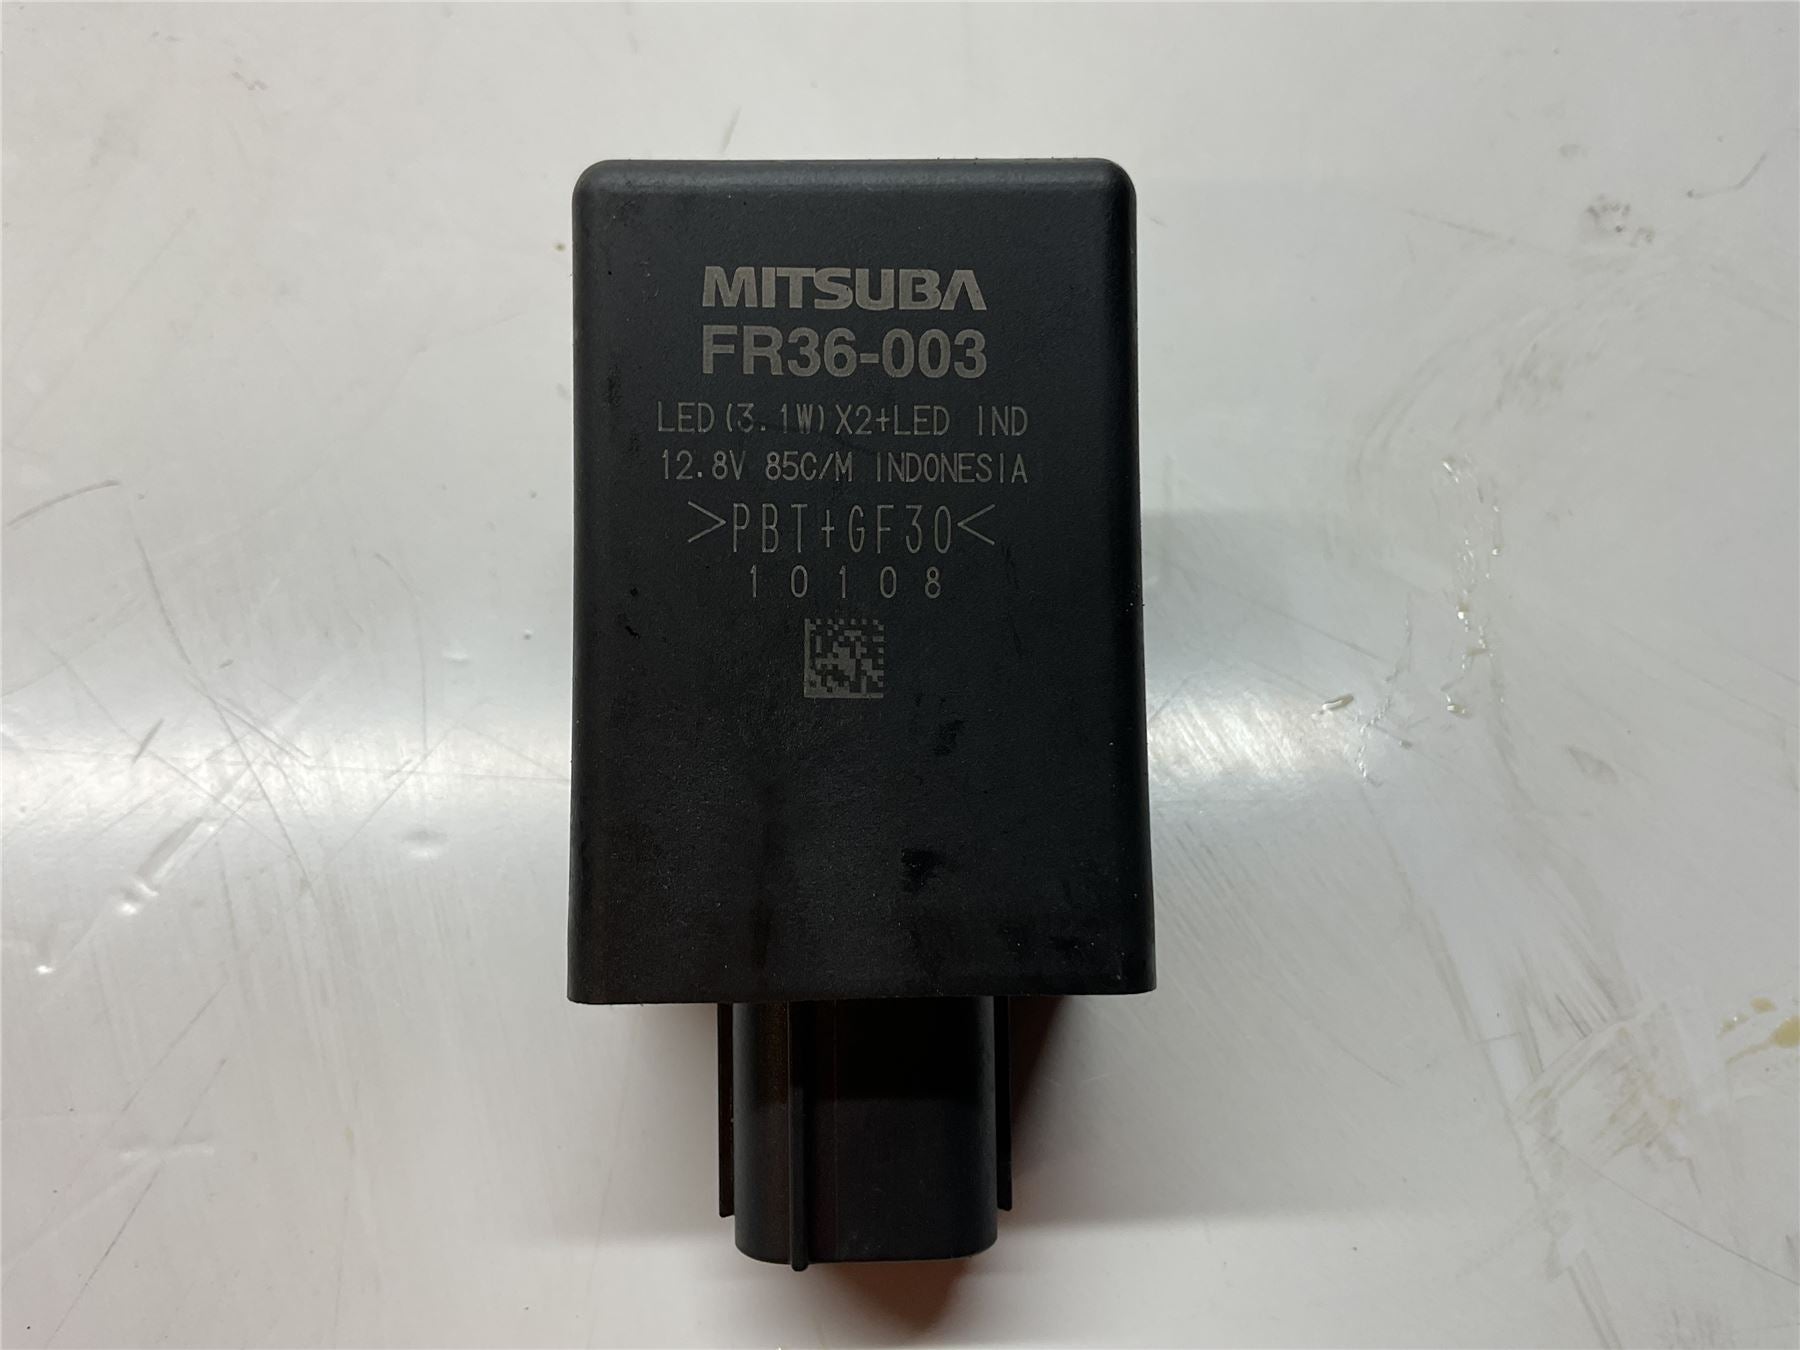 MITSUBA
FR36-003
LED(3.1W)X2+LED IND
12.8V 85C/M INDONESIA
>PBT+GF30<
10108